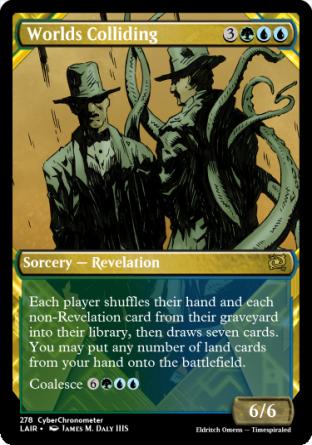 Worlds Colliding 3
Sorcery — Revelation
Each player shuffles their hand and each
non-Revelation card from their graveyard
into their library, then draws seven cards.
You may put any number of land cards
from your hand onto the battlefield.
Coalesce 6
6/6
278 CyberChronometer
LAIR • James M. Daly IIIS
Eldritch Omens — Timespiraled